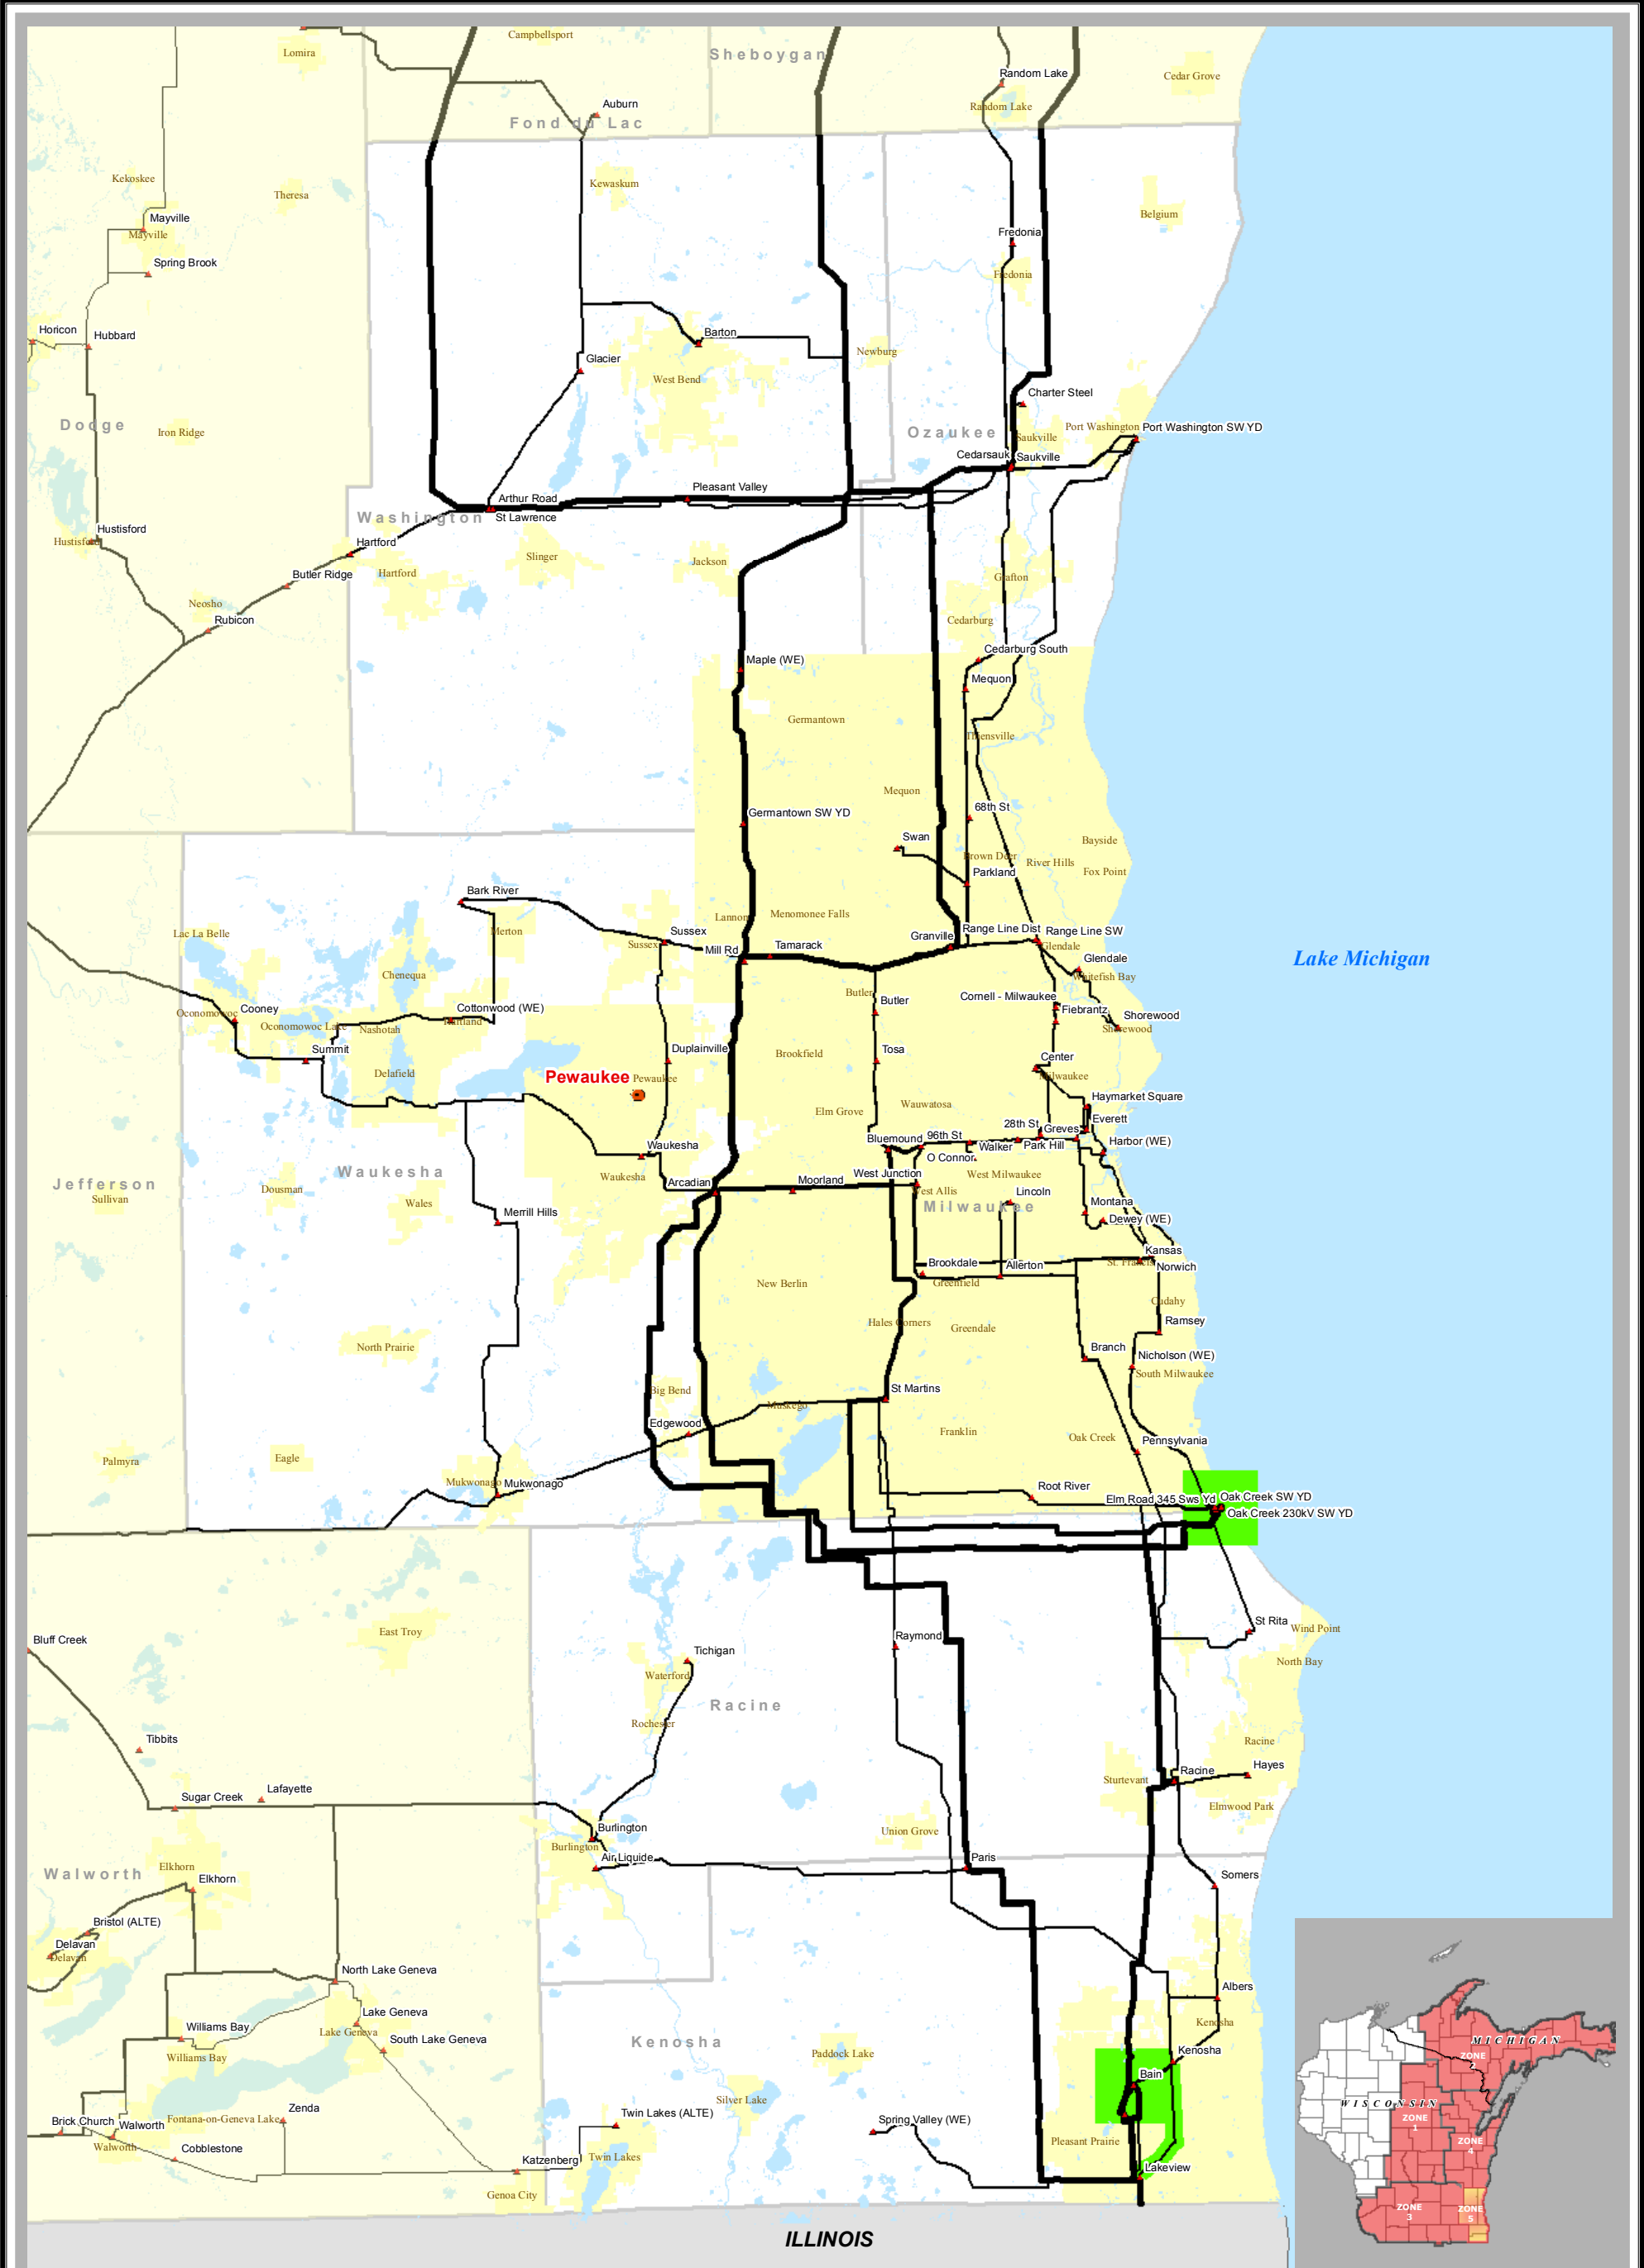 Campbellsport
Sheboygan
Lomira
Random Lake
Cedar Grove
Random Lake
Auburn
Fond du Lac
Kekoskee
Theresa
Kewaskum
Belgium
Mayville
Mayville
Fredonia
Spring Brook
Fredonia
Horicon
Hubbard
Barton
Newburg
Glacier
West Bend
Charter Steel
Dodge
Iron Ridge
Ozaukee
Saukville
Port Washington
Port Washington SW YD
Cedarsauk
Saukville
Pleasant Valley
Arthur Road
Washington
St Lawrence
Hustisford
Hustisford
Hartford
Slinger
Jackson
Hartford
Butler Ridge
Grafton
Neosho
Rubicon
Cedarburg
Cedarburg South
Maple (WE)
Mequon
Germantown
Thiensville
Mequon
Germantown SW YD
68th St
Swan
Bayside
Brown Deer
River Hills
Parkland
Fox Point
Bark River
Lannon
Menomonee Falls
Merton
Lac La Belle
Sussex
Sussex
Mill Rd
Tamarack
Granville
Range Line Dist
Range Line SW
Glendale
Glendale
Lake Michigan
Chenequa
Whitefish Bay
Butler
Butler
Cornell - Milwaukee
Fiebrantz
Cooney
Oconomowoc
Cottonwood (WE)
Hartland
Oconomowoc Lake
Nashotah
Shorewood
Shorewood
Summit
Duplainville
Brookfield
Tosa
Center
Milwaukee
Delafield
Pewaukee
Pewaukee
Haymarket Square
Elm Grove
Wauwatosa
Everett
28th St
Greves
Bluemound
96th St
Walker
Park Hill
Harbor (WE)
Waukesha
O Connor
Waukesha
Waukesha
West Junction
West Milwaukee
Jefferson
Sullivan
Dousman
Wales
Arcadian
Moorland
West Allis
Lincoln
Milwaukee
Montana
Merrill Hills
Dewey (WE)
Kansas
Brookdale
Allerton
St. Francis
Norwich
New Berlin
Greenfield
Cudahy
Hales Corners
Greendale
Ramsey
North Prairie
Branch
Nicholson (WE)
South Milwaukee
Big Bend
St Martins
Muskego
Edgewood
Franklin
Oak Creek
Pennsylvania
Palmyra
Eagle
Mukwonago
Mukwonago
Root River
Elm Road 345 Sws Yd
Oak Creek SW YD
Oak Creek 230kV SW YD
East Troy
St Rita
Wind Point
Bluff Creek
Raymond
Tichigan
North Bay
Waterford
Racine
Rochester
Tibbits
Racine
Hayes
Sturtevant
Racine
Lafayette
Sugar Creek
Elmwood Park
Burlington
Union Grove
Burlington
Air Liquide
Paris
Walworth
Elkhorn
Elkhorn
Somers
Bristol (ALTE)
Delavan
Delavan
North Lake Geneva
Albers
Lake Geneva
Williams Bay
Lake Geneva
South Lake Geneva
Kenosha
Williams Bay
Kenosha
Paddock Lake
Kenosha
Bain
Silver Lake
Zenda
Fontana-on-Geneva Lake
Brick Church
Walworth
Twin Lakes (ALTE)
Spring Valley (WE)
Walworth
Cobblestone
Pleasant Prairie
Twin Lakes
Katzenberg
Lakeview
Genoa City
ILLINOIS
MICHIGAN
ZONE
2
WISCONSIN
ZONE
1
ZONE
4
ZONE
3
ZONE
5